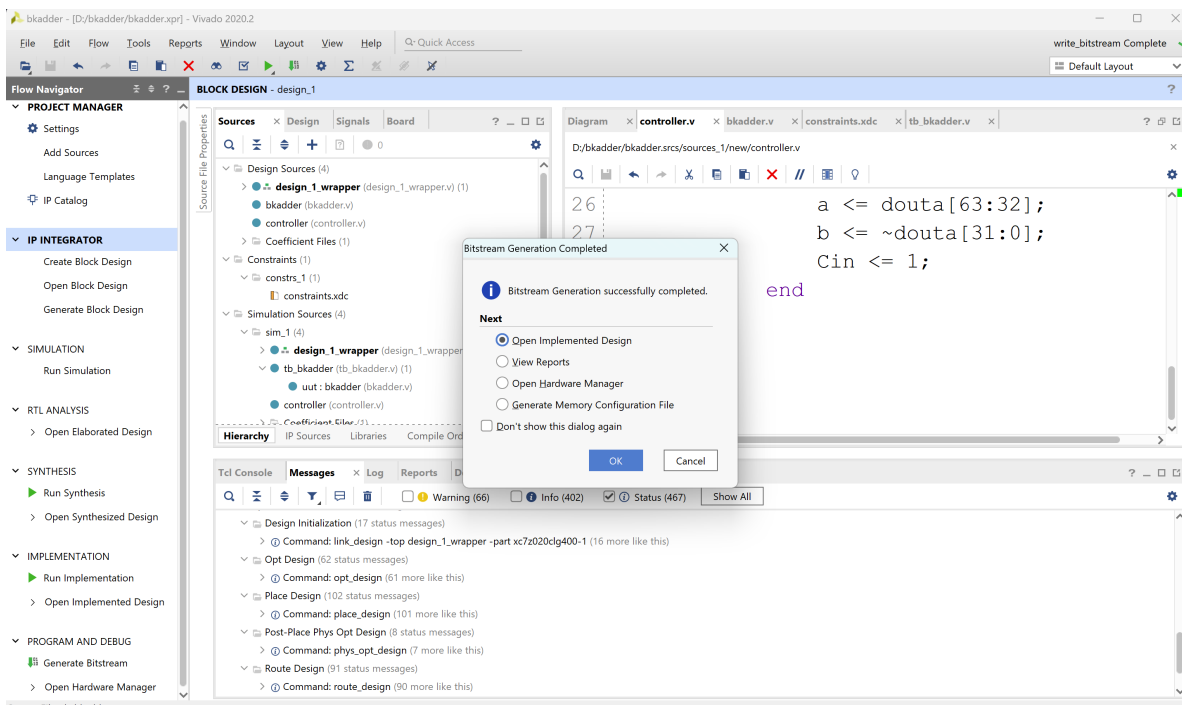 bkadder - [D:/bkadder/bkadder.xpr] - Vivado 2020.2
File Edit Flow Tools Reports Window Layout View Help Quick Access
write_bitstream Complete
Default Layout
Flow Navigator
PROJECT MANAGER
Settings
Add Sources
Language Templates
IP Catalog
IP INTEGRATOR
Create Block Design
Open Block Design
Generate Block Design
SIMULATION
Run Simulation
RTL ANALYSIS
Open Elaborated Design
SYNTHESIS
Run Synthesis
Open Synthesized Design
IMPLEMENTATION
Run Implementation
Open Implemented Design
PROGRAM AND DEBUG
Generate Bitstream
Open Hardware Manager
BLOCK DESIGN - design_1
Source File Properties
Sources Design Signals Board
0
Design Sources (4)
design_1_wrapper (design_1_wrapper.v) (1)
bkadder (bkadder.v)
controller (controller.v)
Coefficient Files (1)
Constraints (1)
constrs_1 (1)
constraints.xdc
Simulation Sources (4)
sim_1 (4)
design_1_wrapper (design_1_wrapper
tb_bkadder (tb_bkadder.v) (1)
uut : bkadder (bkadder.v)
controller (controller.v)
Coefficient Files (1)
Hierarchy IP Sources Libraries Compile Ord
Diagram controller.v bkadder.v constraints.xdc tb_bkadder.v
D:/bkadder/bkadder.srcs/sources_1/new/controller.v
26 a <= douta[63:32];
27 b <= ~douta[31:0];
Cin <= 1;
end
Bitstream Generation Completed
Bitstream Generation successfully completed.
Next
Open Implemented Design
View Reports
Open Hardware Manager
Generate Memory Configuration File
Don't show this dialog again
OK Cancel
Tcl Console Messages Log Reports D
Warning (66) Info (402) Status (467) Show All
Design Initialization (17 status messages)
Command: link_design -top design_1_wrapper -part xc7z020clg400-1 (16 more like this)
Opt Design (62 status messages)
Command: opt_design (61 more like this)
Place Design (102 status messages)
Command: place_design (101 more like this)
Post-Place Phys Opt Design (8 status messages)
Command: phys_opt_design (7 more like this)
Route Design (91 status messages)
Command: route_design (90 more like this)